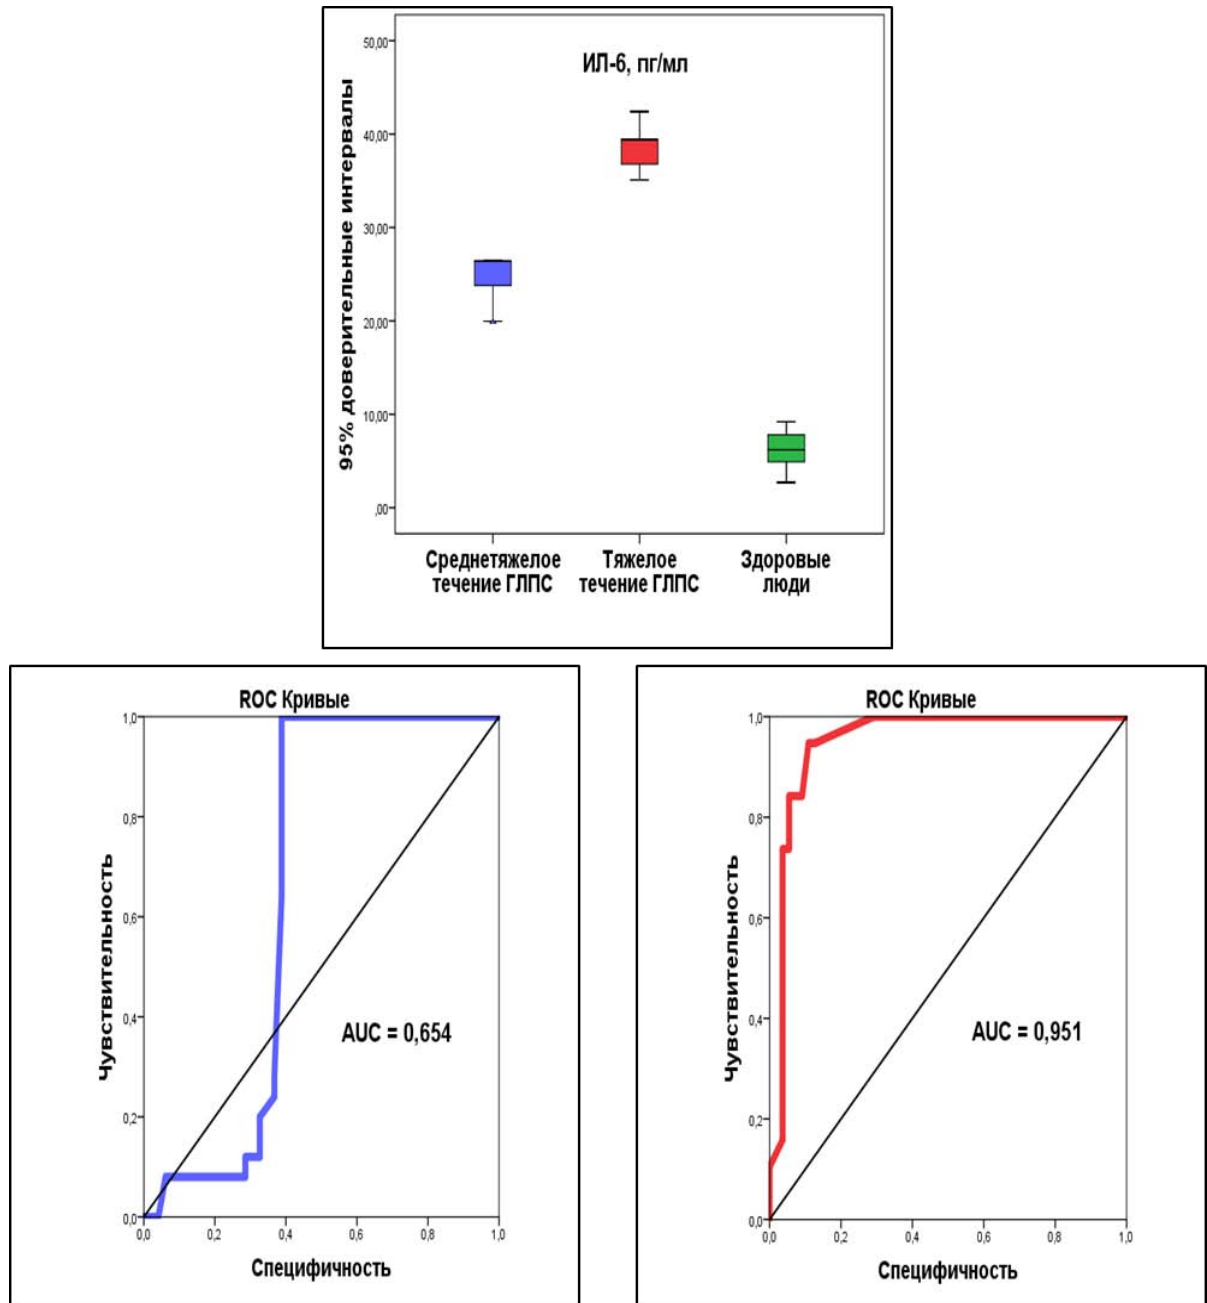 ИЛ-6, пг/мл
95% доверительные интервалы
50,00
40,00
30,00
20,00
10,00
,00
Среднетяжелое
течение ГЛПС
Тяжелое
течение ГЛПС
Здоровые
люди
ROC Кривые
Чувствительность
1,0
0,8
0,6
0,4
0,2
0,0
AUC = 0,654
0,0 0,2 0,4 0,6 0,8 1,0
Специфичность
ROC Кривые
Чувствительность
1,0
0,8
0,6
0,4
0,2
0,0
AUC = 0,951
0,0 0,2 0,4 0,6 0,8 1,0
Специфичность